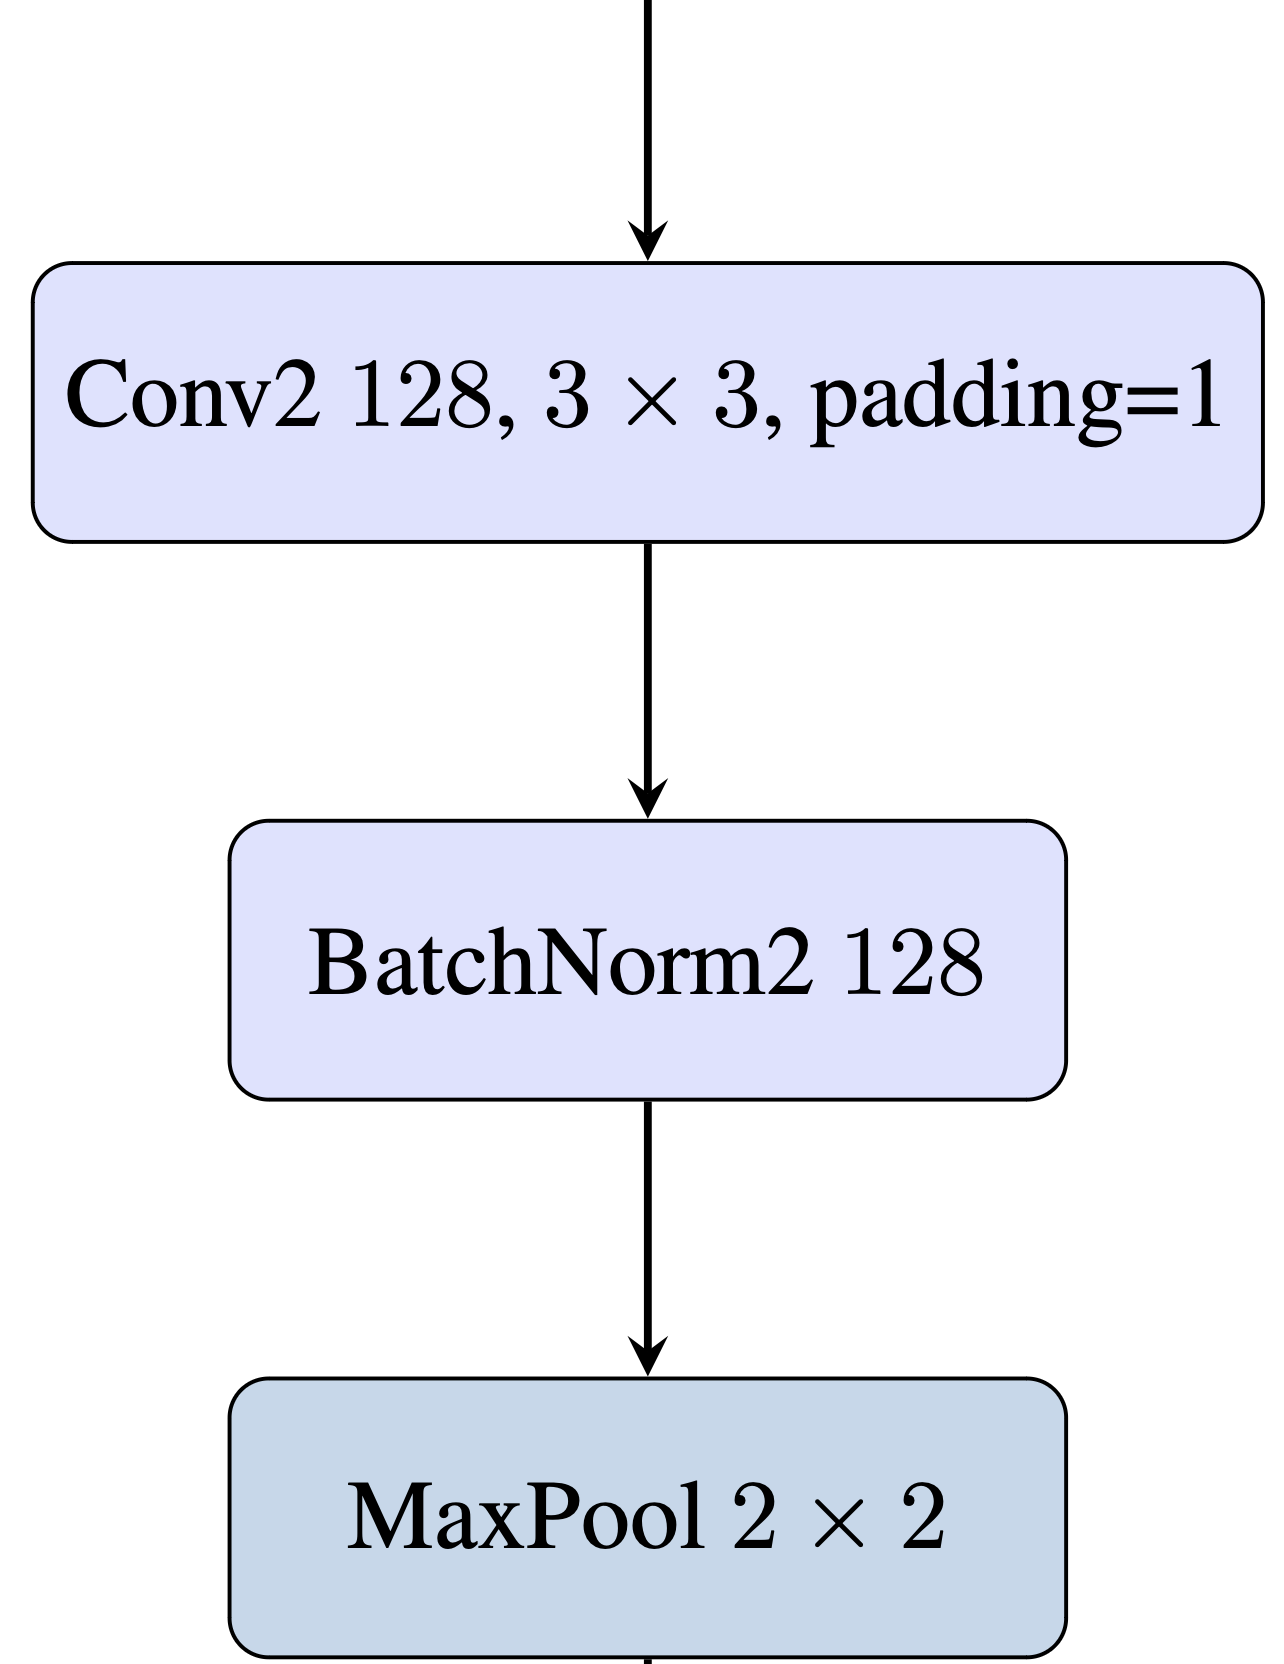 Conv2 128, 3 × 3, padding=1
BatchNorm2 128
MaxPool 2 × 2